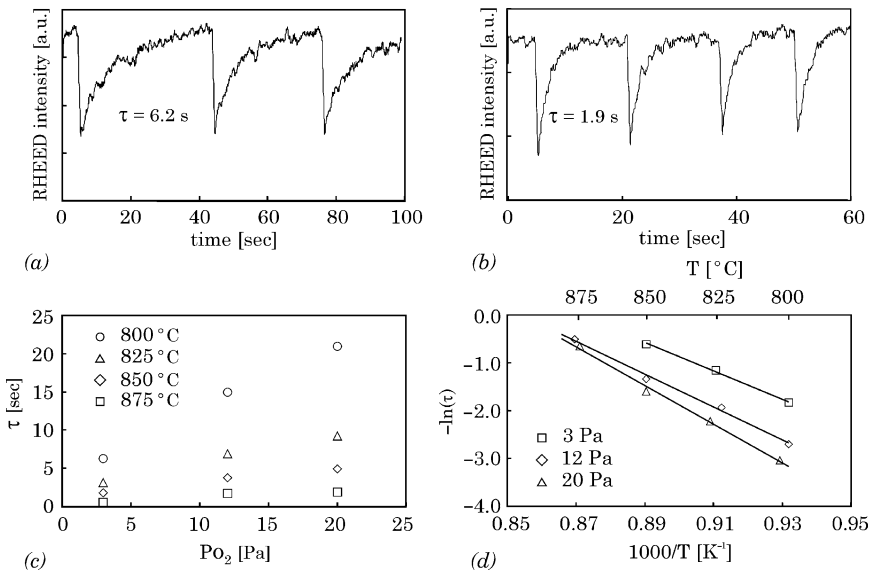 RHEED intensity [a.u.]
τ = 6.2 s
0 20 40 60 80 100
time [sec]
(a)
RHEED intensity [a.u.]
τ = 1.9 s
0 20 40 60
time [sec]
(b)
25
20
15
10
5
0
τ [sec]
800 °C
825 °C
850 °C
875 °C
0 5 10 15 20 25
Po2 [Pa]
(c)
T [°C]
875 850 825 800
0.0
-1.0
-2.0
-3.0
-4.0
-ln(τ)
3 Pa
12 Pa
20 Pa
0.85 0.87 0.89 0.91 0.93 0.95
1000/T [K⁻¹]
(d)